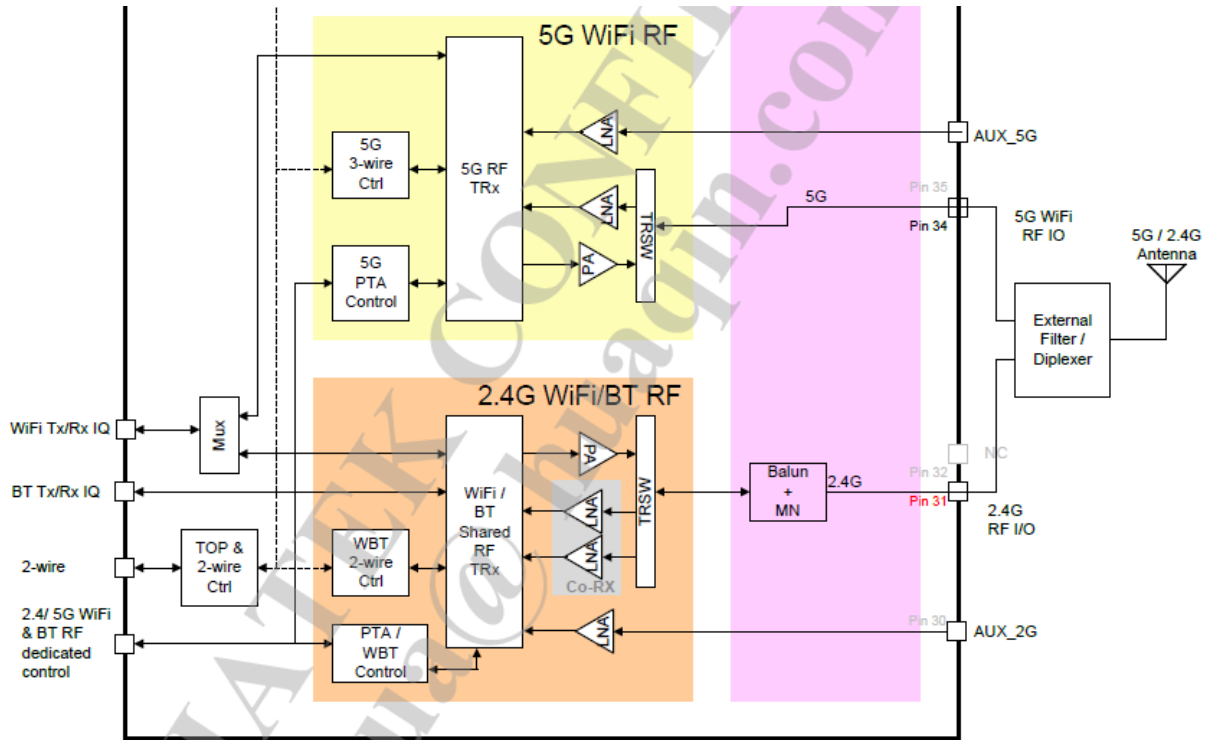 5G WiFi RF
LNA
AUX_5G
5G
3-wire
Ctrl
5G RF
TRx
LNA
TRSW
PA
5G
Pin 35
Pin 34
5G WiFi
RF IO
5G / 2.4G
Antenna
5G
PTA
Control
External
Filter /
Diplexer
2.4G WiFi/BT RF
WiFi Tx/Rx IQ
Mux
PA
BT Tx/Rx IQ
WiFi /
BT
Shared
RF
TRx
LNA
LNA
Co-RX
TRSW
Balun
+
MN
2.4G
NC
Pin 32
Pin 31
2.4G
RF I/O
2-wire
TOP &
2-wire
Ctrl
WBT
2-wire
Ctrl
2.4/ 5G WiFi
& BT RF
dedicated
control
PTA /
WBT
Control
LNA
Pin 30
AUX_2G